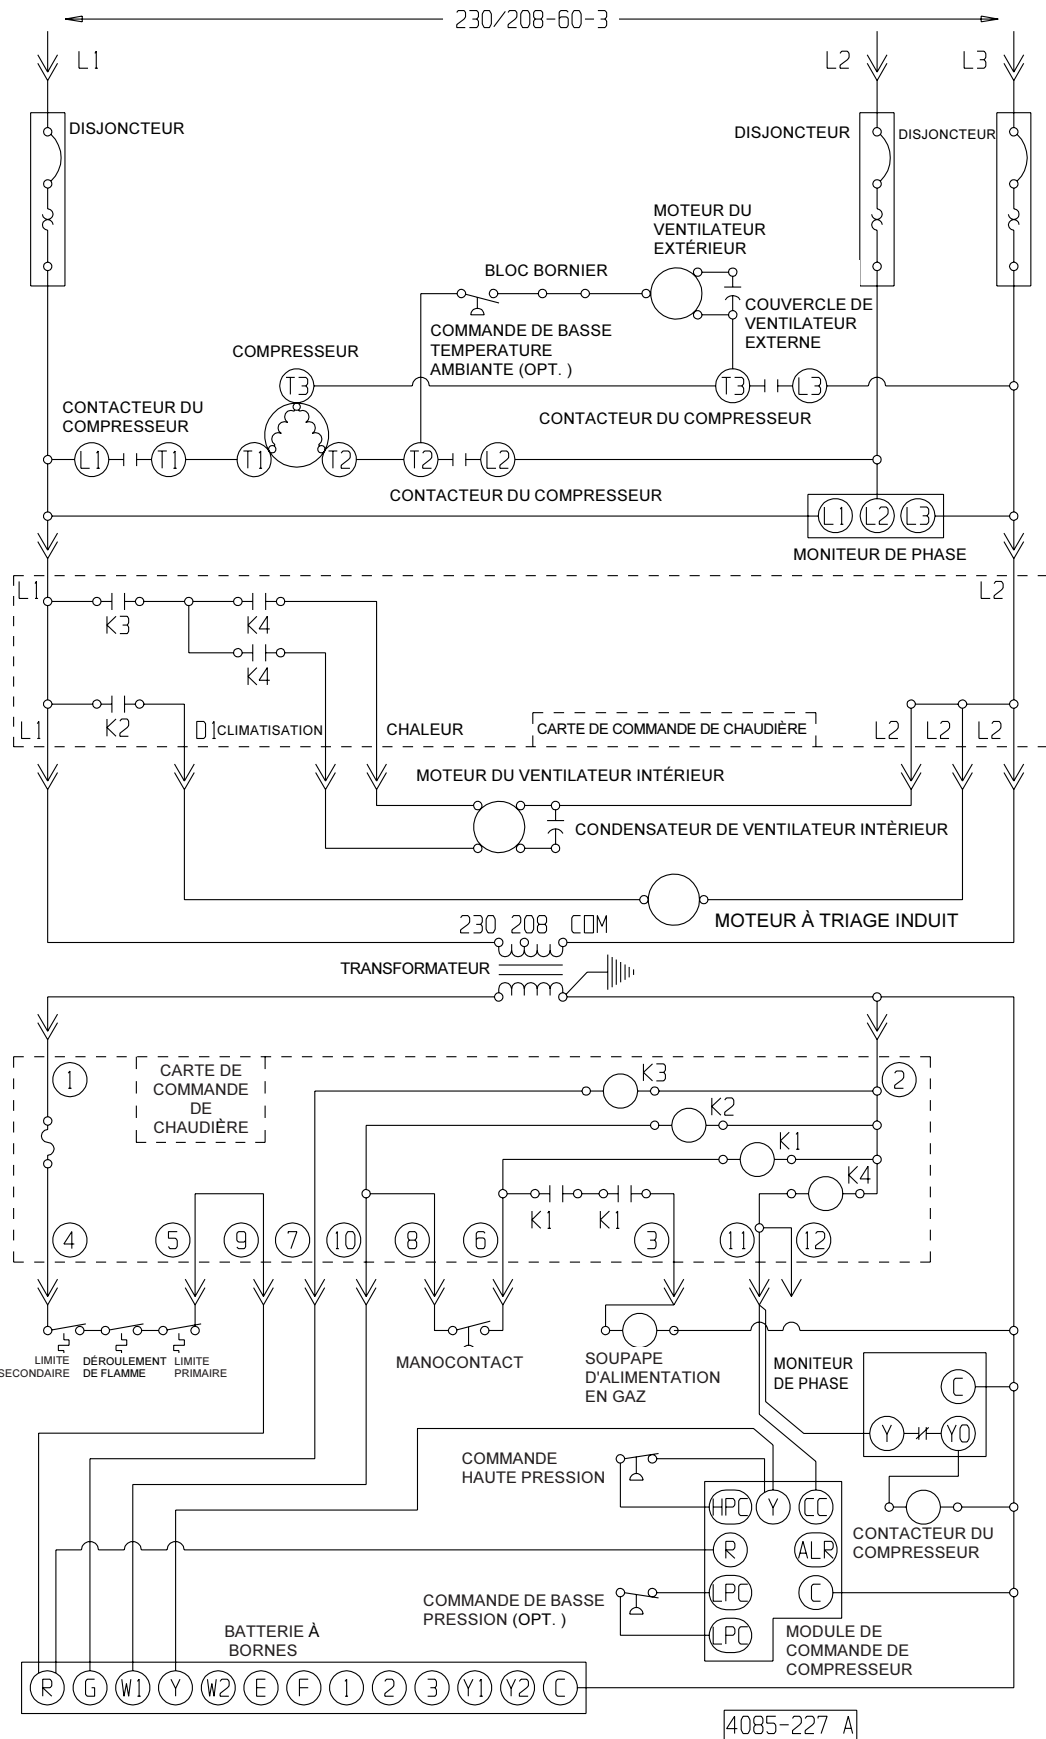 230/208-60-3
L1
L2
L3
DISJONCTEUR
DISJONCTEUR
DISJONCTEUR
MOTEUR DU
VENTILATEUR
EXTÉRIEUR
BLOC BORNIER
COUVERCLE DE
VENTILATEUR
EXTERNE
COMMANDE DE BASSE
TEMPERATURE
AMBIANTE (OPT. )
COMPRESSEUR
T3
T3
L3
CONTACTEUR DU
COMPRESSEUR
CONTACTEUR DU COMPRESSEUR
L1
T1
T1
T2
T2
L2
CONTACTEUR DU COMPRESSEUR
L1
L2
L3
MONITEUR DE PHASE
L1
L2
K3
K4
K4
L1
K2
D1
CLIMATISATION
CHALEUR
CARTE DE COMMANDE DE CHAUDIÈRE
L2
L2
L2
MOTEUR DU VENTILATEUR INTÉRIEUR
CONDENSATEUR DE VENTILATEUR INTÈRIEUR
MOTEUR À TRIAGE INDUIT
230 208 COM
TRANSFORMATEUR
1
CARTE DE
COMMANDE
DE
CHAUDIÈRE
K3
2
K2
K1
K4
K1
K1
4
5
9
7
10
8
6
3
11
12
LIMITE
SECONDAIRE
DÉROULEMENT
DE FLAMME
LIMITE
PRIMAIRE
MANOCONTACT
SOUPAPE
D'ALIMENTATION
EN GAZ
MONITEUR
DE PHASE
C
Y
YO
COMMANDE
HAUTE PRESSION
HPC
Y
CC
CONTACTEUR DU
COMPRESSEUR
R
ALR
COMMANDE DE BASSE
PRESSION (OPT. )
LPC
C
LPC
MODULE DE
COMMANDE DE
COMPRESSEUR
BATTERIE À
BORNES
R G W1 Y W2 E F 1 2 3 Y1 Y2 C
4085-227 A